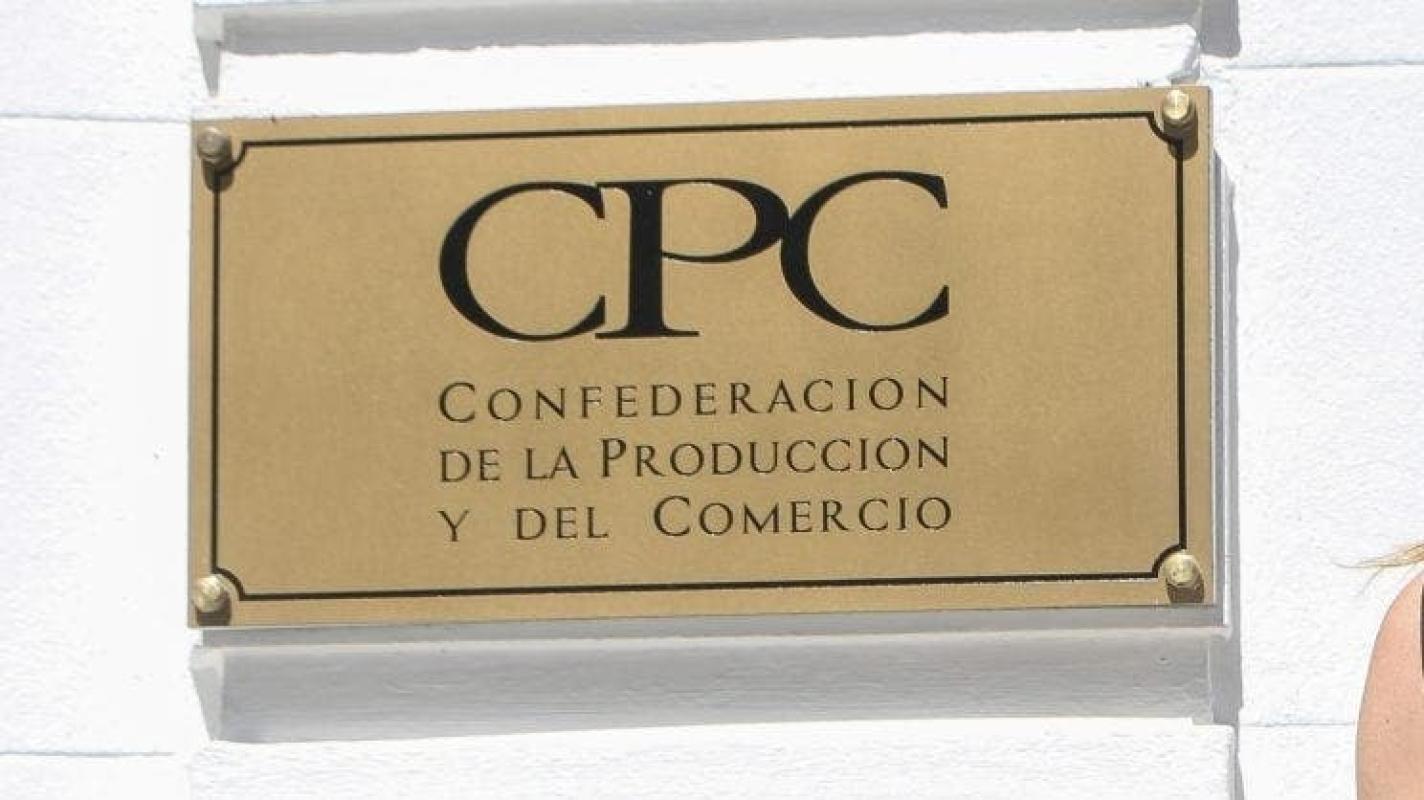 CPC
CONFEDERACION
DE LA PRODUCCION
Y DEL COMERCIO